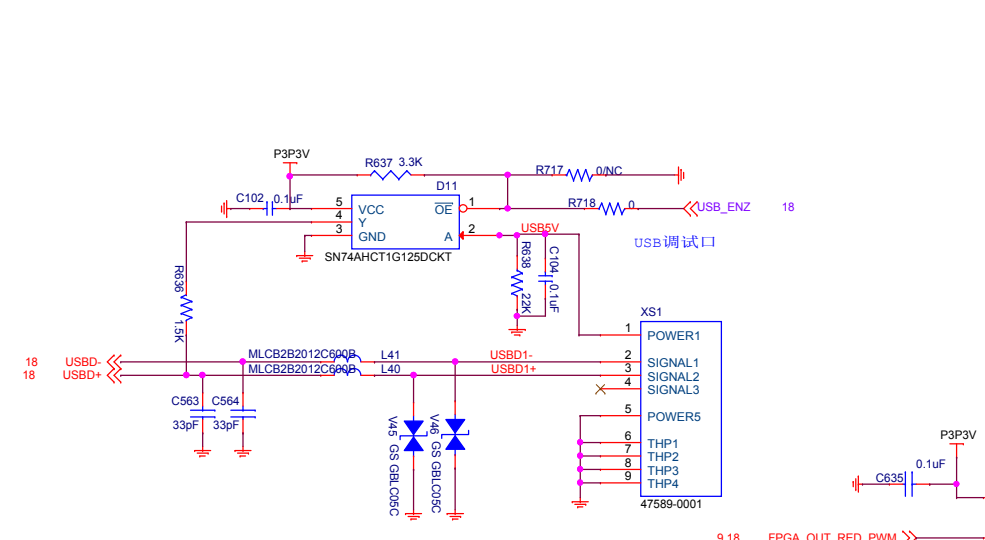 P3P3V
R637 3.3K
R717 0/NC
D11
C102 0.1uF
5 VCC
OE 1
R718 0
USB_ENZ 18
4 Y
3 GND
A 2
USB5V
USB调试口
SN74AHCT1G125DCKT
R638
22K
C104
0.1uF
R636
1.5K
XS1
1 POWER1
18 USBD-
MLCB2B2012C600B L41
USBD1-
2 SIGNAL1
18 USBD+
MLCB2B2012C600B L40
USBD1+
3 SIGNAL2
4 SIGNAL3
C563 C564
33pF 33pF
V45 GS GBLC05C
V46 GS GBLC05C
5 POWER5
6 THP1
7 THP2
8 THP3
9 THP4
47589-0001
P3P3V
0.1uF
C635
9,18 FPGA_OUT_RED_PWM